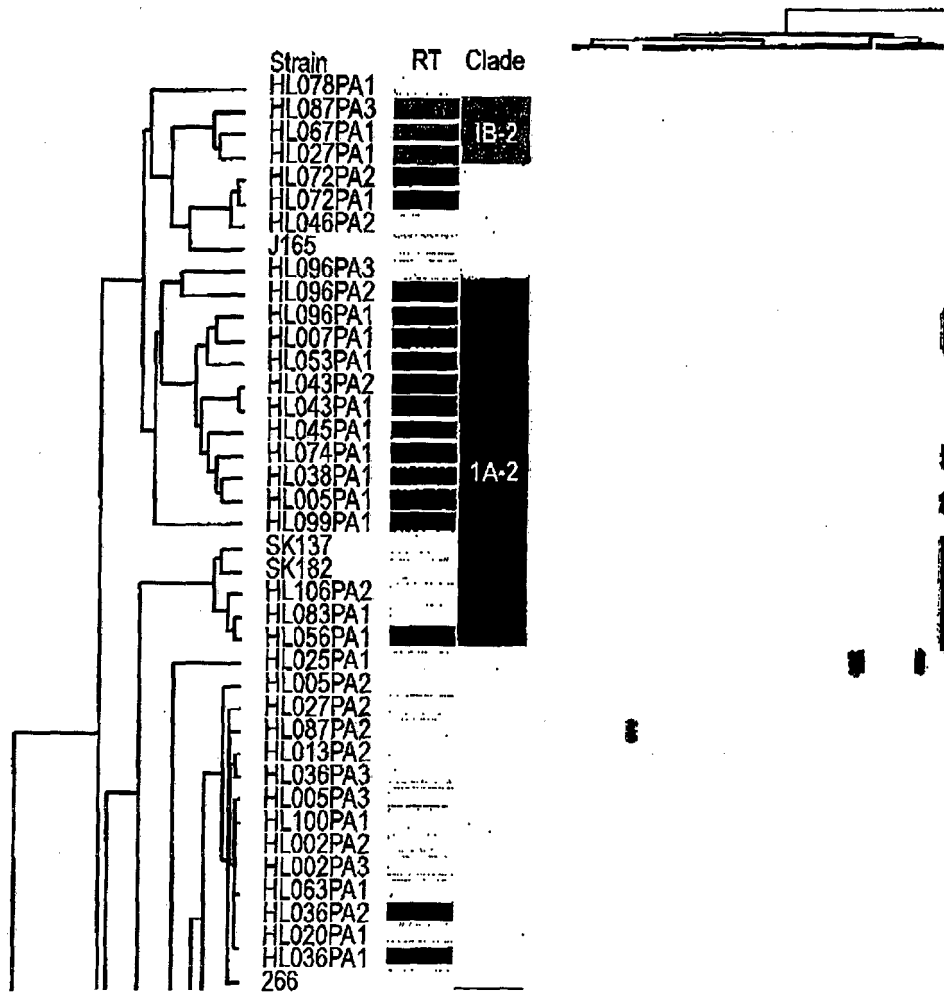 Strain RT Clade
HL078PA1
HL087PA3
HL067PA1 IB-2
HL027PA1
HL072PA2
HL072PA1
HL046PA2
J165
HL096PA3
HL096PA2
HL096PA1
HL007PA1
HL053PA1
HL043PA2
HL043PA1
HL045PA1
HL074PA1
HL038PA1 1A-2
HL005PA1
HL099PA1
SK137
SK182
HL106PA2
HL083PA1
HL056PA1
HL025PA1
HL005PA2
HL027PA2
HL087PA2
HL013PA2
HL036PA3
HL005PA3
HL100PA1
HL002PA2
HL002PA3
HL063PA1
HL036PA2
HL020PA1
HL036PA1
266